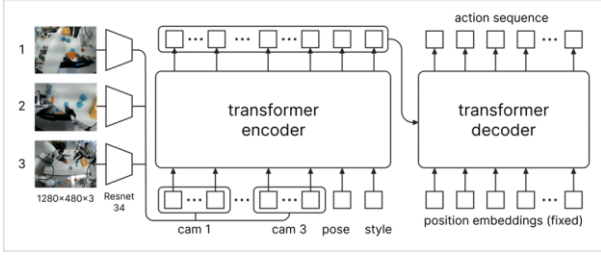 action sequence
1
2
3
transformer
encoder
transformer
decoder
1280×480×3
Resnet
34
cam 1
cam 3
pose
style
position embeddings (fixed)